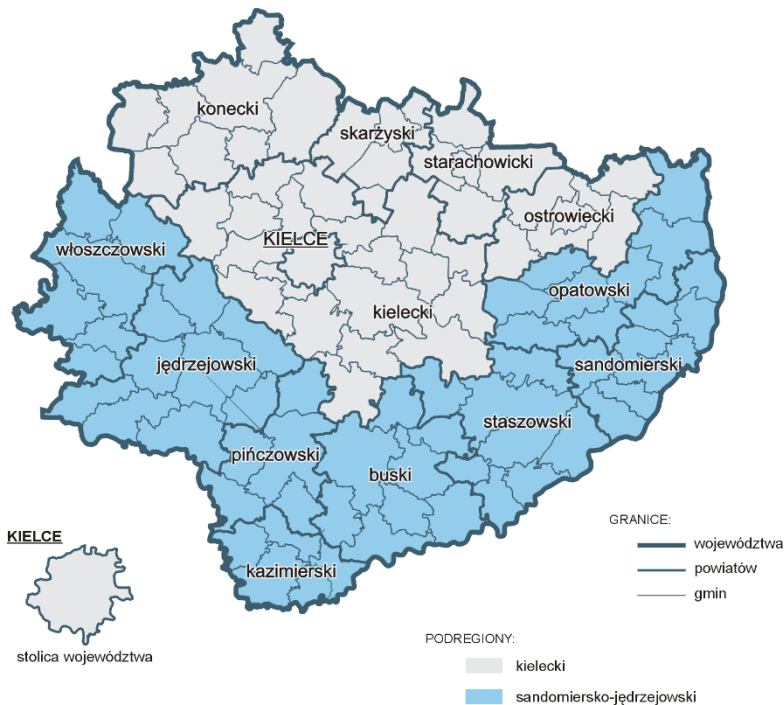 konecki
skarżyski
starachowicki
ostrowiecki
KIELCE
włoszczowski
opatowski
kielecki
jędrzejowski
sandomierski
staszowski
pińczowski
buski
kazimierski
KIELCE
stolica województwa
GRANICE:
województwa
powiatów
gmin
PODREGIONY:
kielecki
sandomiersko-jędrzejowski